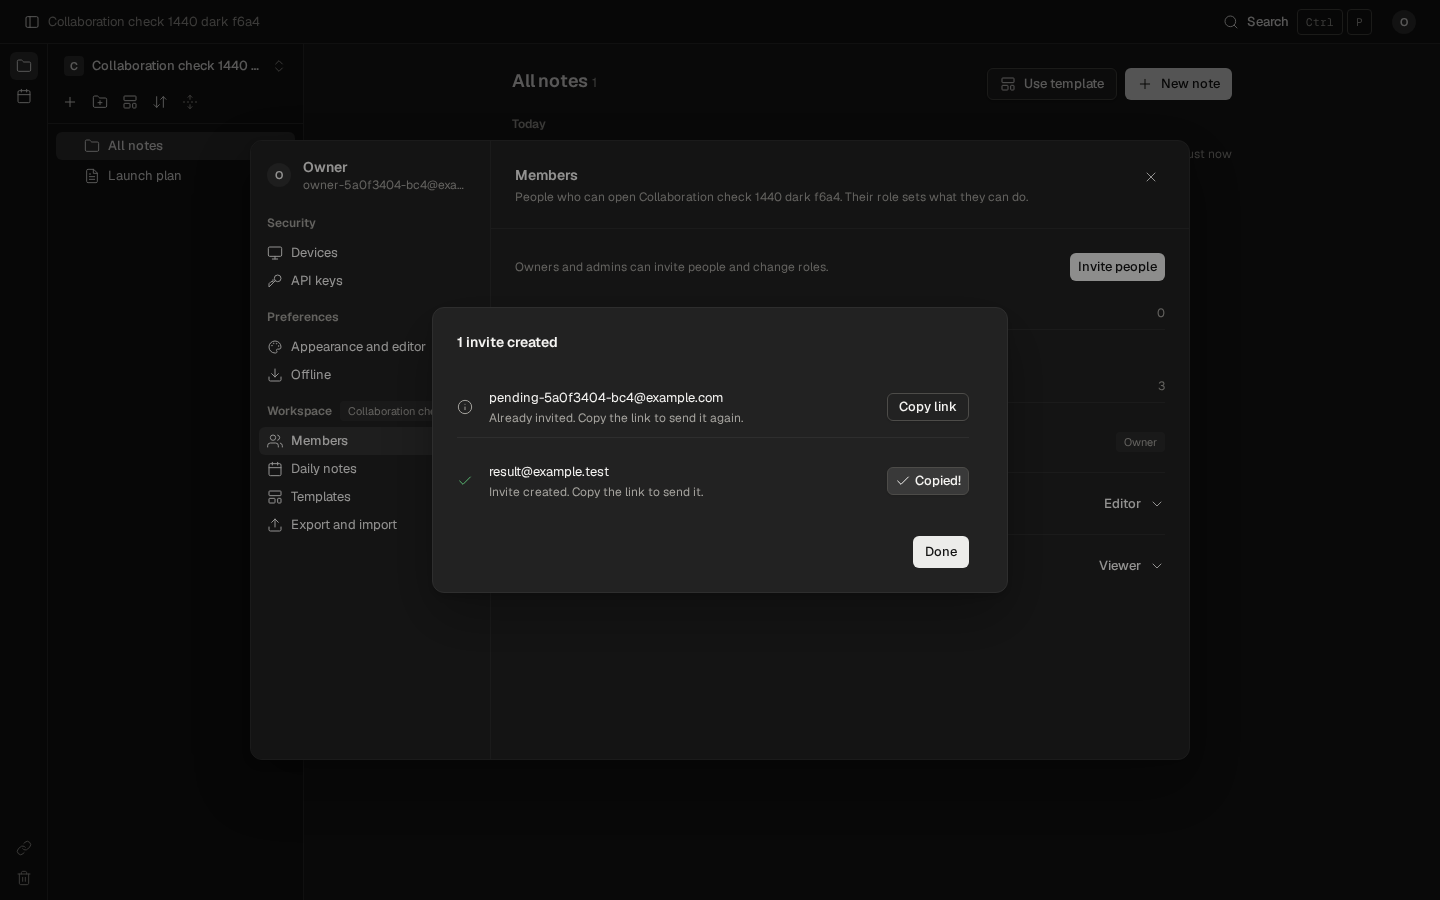 Collaboration check 1440 dark f6a4
Search Ctrl P O
C Collaboration check 1440 ...
All notes 1
Use template
New note
Today
All notes
Launch plan
ust now
O Owner
owner-5a0f3404-bc4@exa...
Security
Devices
API keys
Preferences
Appearance and editor
Offline
Workspace Collaboration che
Members
Daily notes
Templates
Export and import
Members
People who can open Collaboration check 1440 dark f6a4. Their role sets what they can do.
Owners and admins can invite people and change roles.
Invite people
0
3
Owner
Editor
Viewer
1 invite created
pending-5a0f3404-bc4@example.com
Already invited. Copy the link to send it again.
Copy link
result@example.test
Invite created. Copy the link to send it.
Copied!
Done